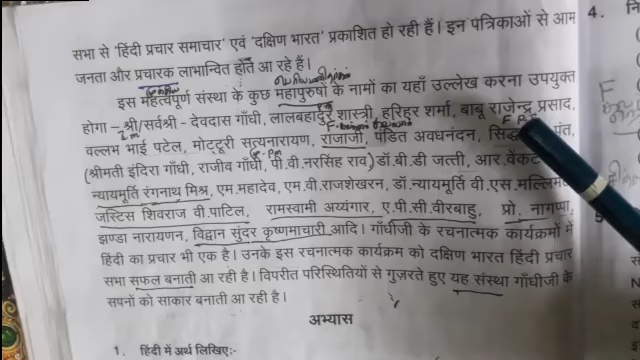 सभा से 'हिंदी प्रचार समाचार' एवं 'दक्षिण भारत' प्रकाशित हो रही हैं। इन पत्रिकाओं से आम
जनता और प्रचारक लाभान्वित होते आ रहे हैं।
इस महत्वपूर्ण संस्था के कुछ महापुरुषों के नामों का यहाँ उल्लेख करना उपयुक्त
होगा - श्री/सर्वश्री - देवदास गाँधी, लालबहादुर शास्त्री, हरिहर शर्मा, बाबू राजेन्द्र प्रसाद,
वल्लभ भाई पटेल, मोट्टूरी सत्यनारायण, राजाजी, पंडित अवधनंदन, पंत,
(श्रीमती इंदिरा गाँधी, राजीव गाँधी, पी.वी.नरसिंह राव) डॉ.बी.डी जत्ती, आर.वेंकट
न्यायमूर्ति रंगनाथ मिश्र, एम.महादेव, एम.वी.राजशेखरन, डॉ.न्यायमूर्ति वी.एस.
जस्टिस शिवराज वी.पाटिल, रामस्वामी अय्यंगार, ए.पी.सी.वीरबाहु, प्रो. नागप्पा,
झण्डा नारायणन, विद्वान सुंदर कृष्णमाचारी आदि। गाँधीजी के रचनात्मक कार्यक्रमों में
हिंदी का प्रचार भी एक है। उनके इस रचनात्मक कार्यक्रम को दक्षिण भारत हिंदी प्रचार
सभा सफल बनाती आ रही है। विपरीत परिस्थितियों से गुज़रते हुए यह संस्था गाँधीजी के
सपनों को साकार बनाती आ रही है।
अभ्यास
1. हिंदी में अर्थ लिखिए:-
4. नि